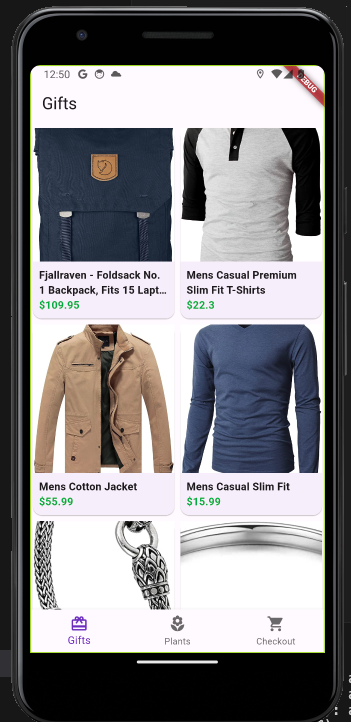 12:50
DEBUG
Gifts
Fjallraven - Foldsack No.
1 Backpack, Fits 15 Lapt...
$109.95
Mens Casual Premium
Slim Fit T-Shirts
$22.3
Mens Cotton Jacket
$55.99
Mens Casual Slim Fit
$15.99
Gifts
Plants
Checkout